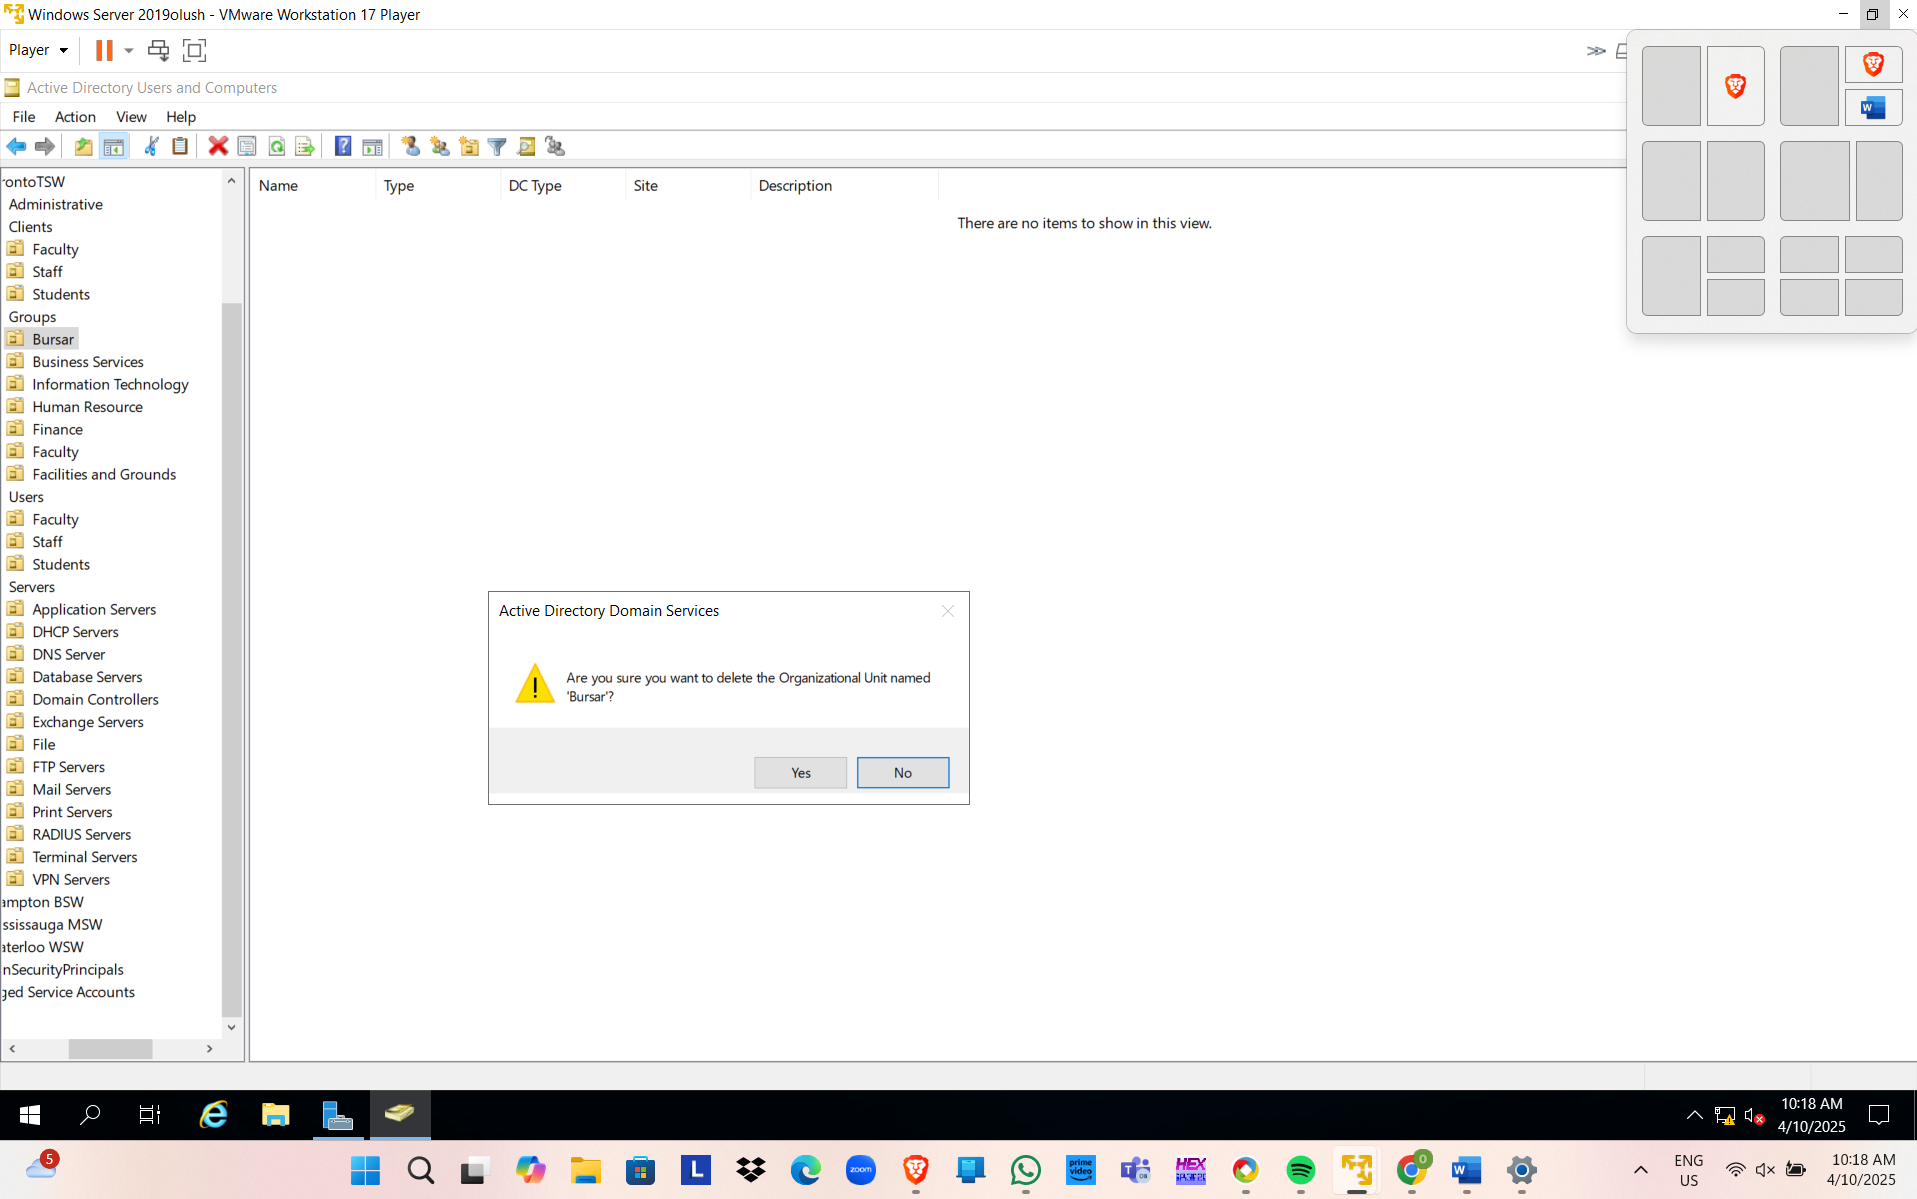 Windows Server 2019olush - VMware Workstation 17 Player
Player
Active Directory Users and Computers
File Action View Help
rontoTSW
Administrative
Clients
Faculty
Staff
Students
Groups
Bursar
Business Services
Information Technology
Human Resource
Finance
Faculty
Facilities and Grounds
Users
Faculty
Staff
Students
Servers
Application Servers
DHCP Servers
DNS Server
Database Servers
Domain Controllers
Exchange Servers
File
FTP Servers
Mail Servers
Print Servers
RADIUS Servers
Terminal Servers
VPN Servers
ampton BSW
ssissauga MSW
aterloo WSW
nSecurityPrincipals
ged Service Accounts
Name Type DC Type Site Description
There are no items to show in this view.
Active Directory Domain Services
Are you sure you want to delete the Organizational Unit named
'Bursar'?
Yes No
10:18 AM
4/10/2025
5
L
zoom
prime
video
HEX
0
W
ENG
US
10:18 AM
4/10/2025